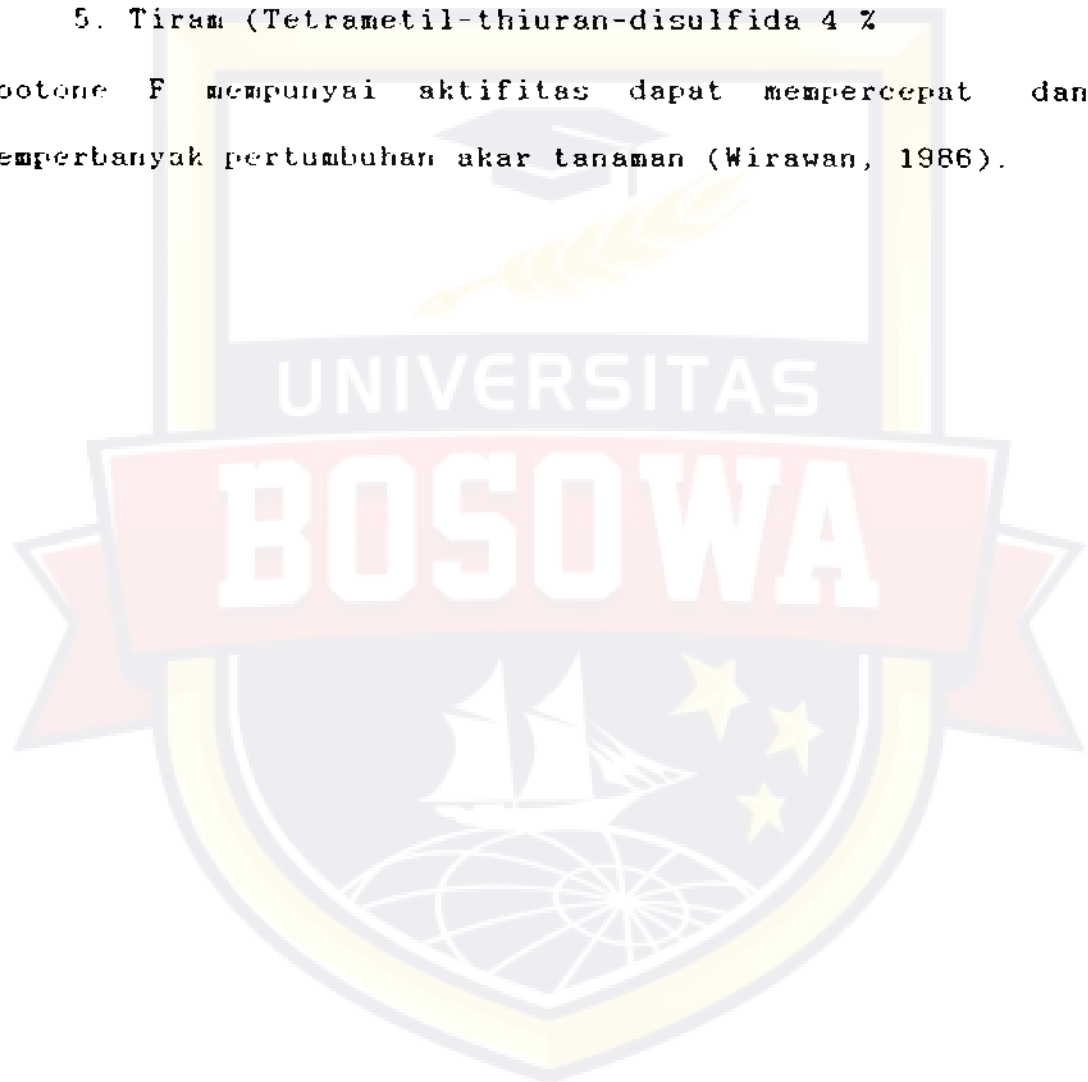 5. Tiram (Tetrametil-thiuran-disulfida 4 %
ootone F mempunyai aktifitas dapat mempercepat dan
emperbanyak pertumbuhan akar tanaman (Wirawan, 1986).
UNIVERSITAS
BOSOWA